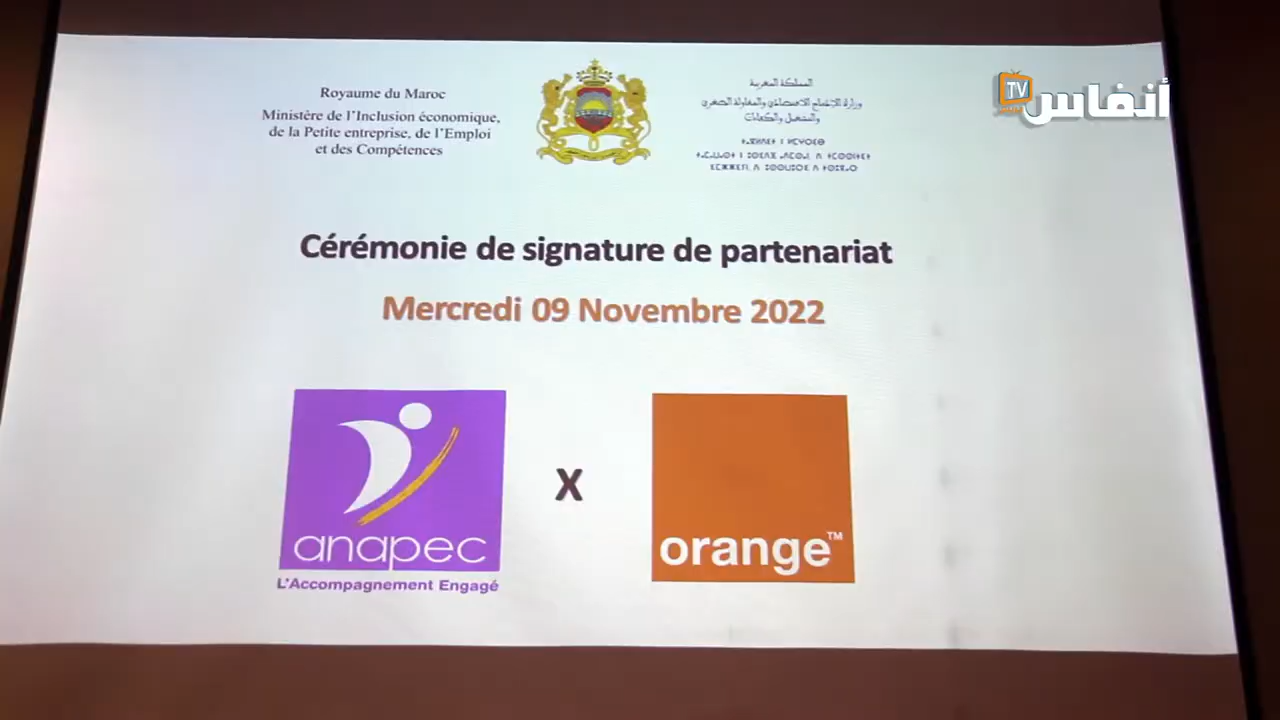 Royaume du Maroc
Ministère de l'Inclusion économique,
de la Petite entreprise, de l'Emploi
et des Compétences
المملكة المغربية
وزارة الإدماج الاقتصادي والمقاولة الصغرى
والتشغيل والكفاءات
TV
أنفاس
Cérémonie de signature de partenariat
Mercredi 09 Novembre 2022
anapec
L'Accompagnement Engagé
X
orange™